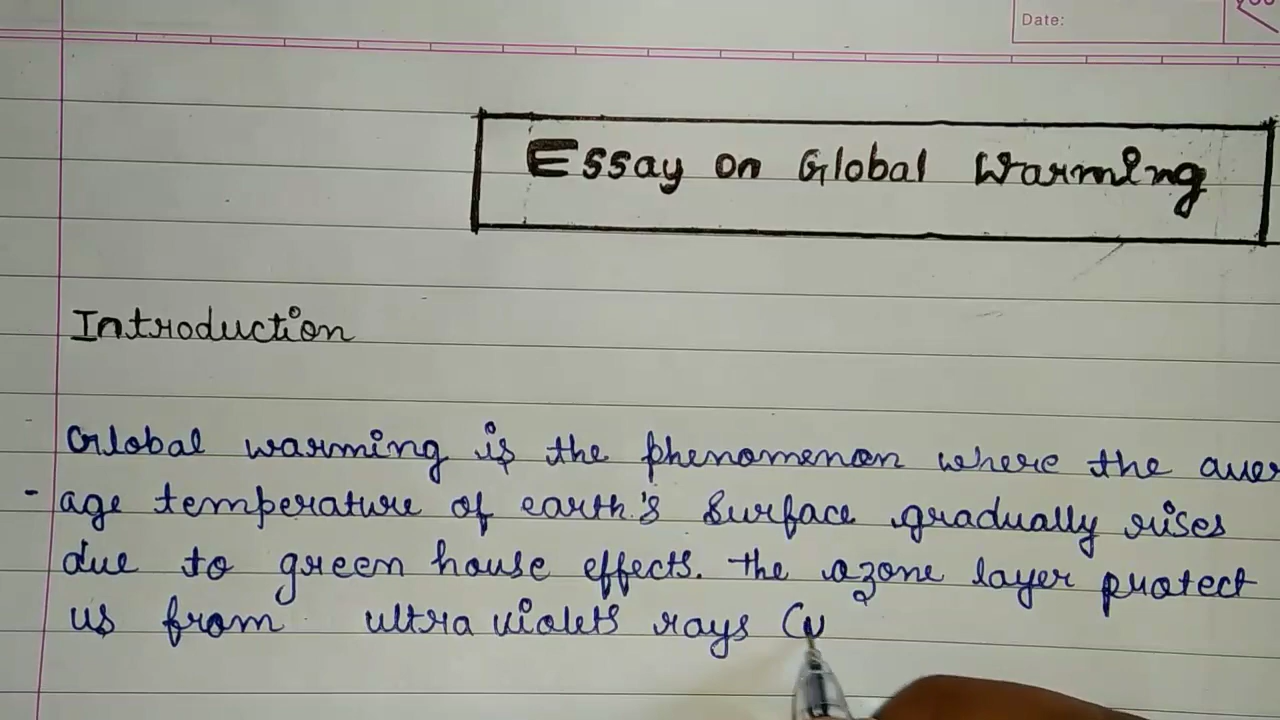 Date:
Essay on Global Warming
Introduction
Global warming is the phenomenon where the aver
- age temperature of earth's surface gradually rises
due to green house effects. the ozone layer protect
us from ultra violets rays (